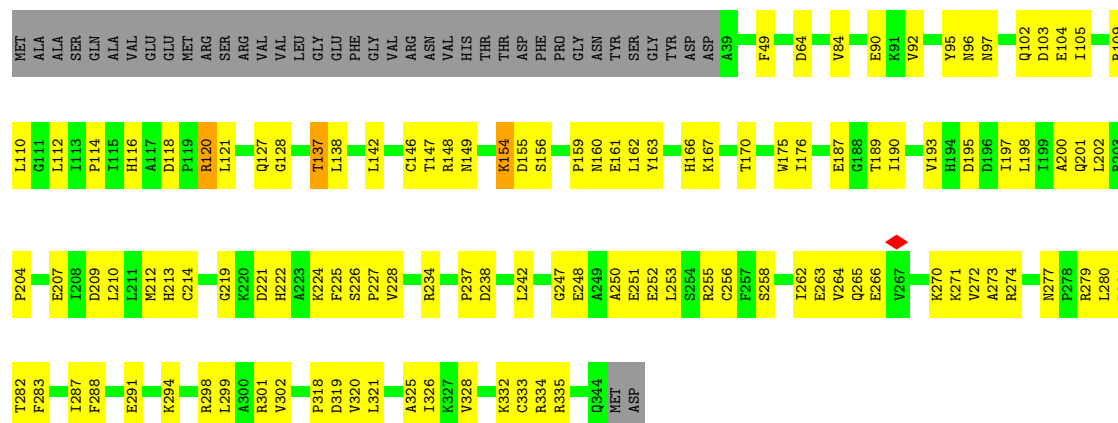 MET ALA ALA SER GLN ALA VAL GLU GLU MET ARG SER ARG VAL VAL LEU GLY GLU PHE GLY VAL ARG ASN VAL HIS THR THR ASP PHE PRO GLY ASN TYR SER GLY TYR ASP ASP A39 F49 D64 V84 E90 K91 V92 Y95 N96 N97 Q102 D103 E104 I105
L110 G111 L112 I113 P114 I115 H116 A117 D118 P119 R120 L121 Q127 G128 T137 L138 L142 C146 T147 R148 N149 K154 D155 S156 P159 N160 E161 L162 Y163 H166 K167 T170 W175 I176 E187 G188 T189 I190 V193 H194 D195 D196 I197 L198 I199 A200 Q201 L202
P204 E207 I208 D209 L210 L211 M212 H213 C214 G219 K220 D221 H222 A223 K224 F225 S226 P227 V228 R234 P237 D238 L242 G247 E248 A249 A250 E251 E252 L253 S254 R255 C256 F257 S258 I262 E263 V264 Q265 E266 V267 K270 K271 V272 A273 R274 N277 P278 R279 L280
T282 F283 I287 F288 E291 K294 R298 L299 A300 R301 V302 P318 D319 V320 L321 A325 I326 K327 V328 K332 C333 R334 R335 Q344 MET ASP